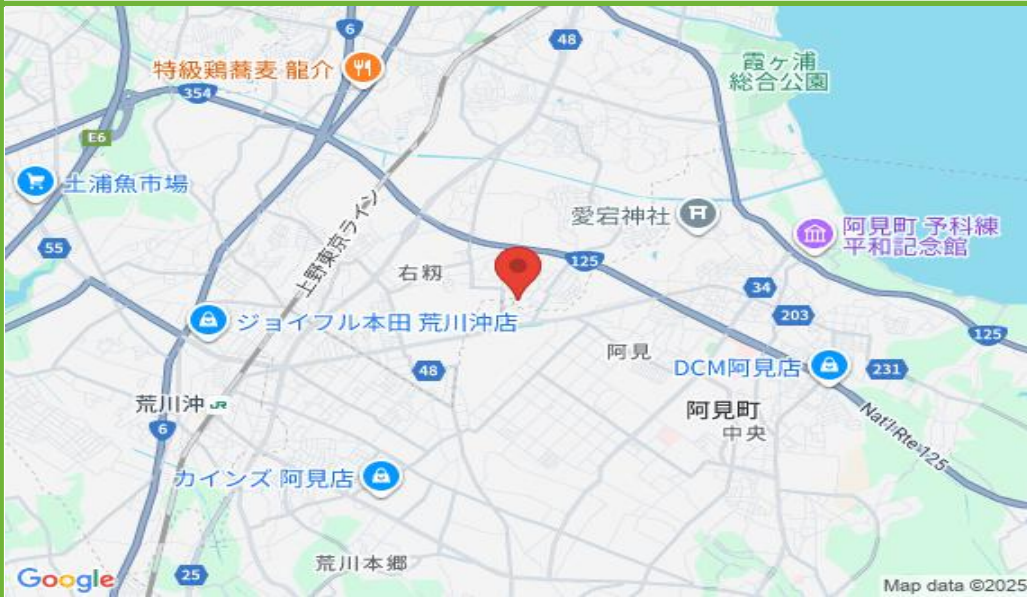 6
48
特級鶏蕎麦 龍介
霞ヶ浦
総合公園
354
E6
土浦魚市場
愛宕神社
阿見町 予科練
平和記念館
上野東京ライン
55
右籾
125
34
203
ジョイフル本田 荒川沖店
125
阿見
48
DCM阿見店
231
荒川沖 JR
阿見町
中央
6
Nat'l Rte 125
カインズ 阿見店
荒川本郷
25
Google
Map data ©2025